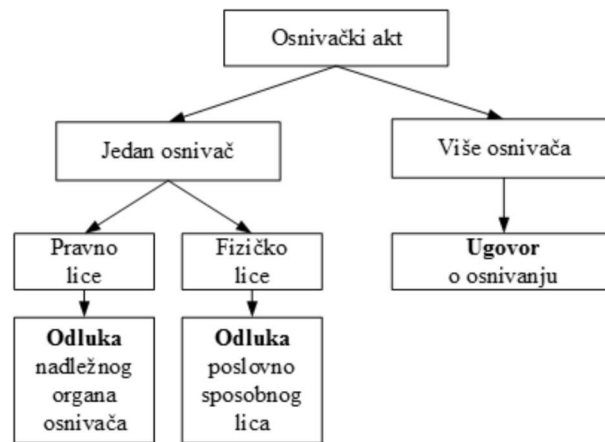 Osnivački akt
Jedan osnivač
Više osnivača
Pravno
lice
Fizičko
lice
Ugovor
o osnivanju
Odluka
nadležnog
organa
osnivača
Odluka
poslovno
sposobnog
lica